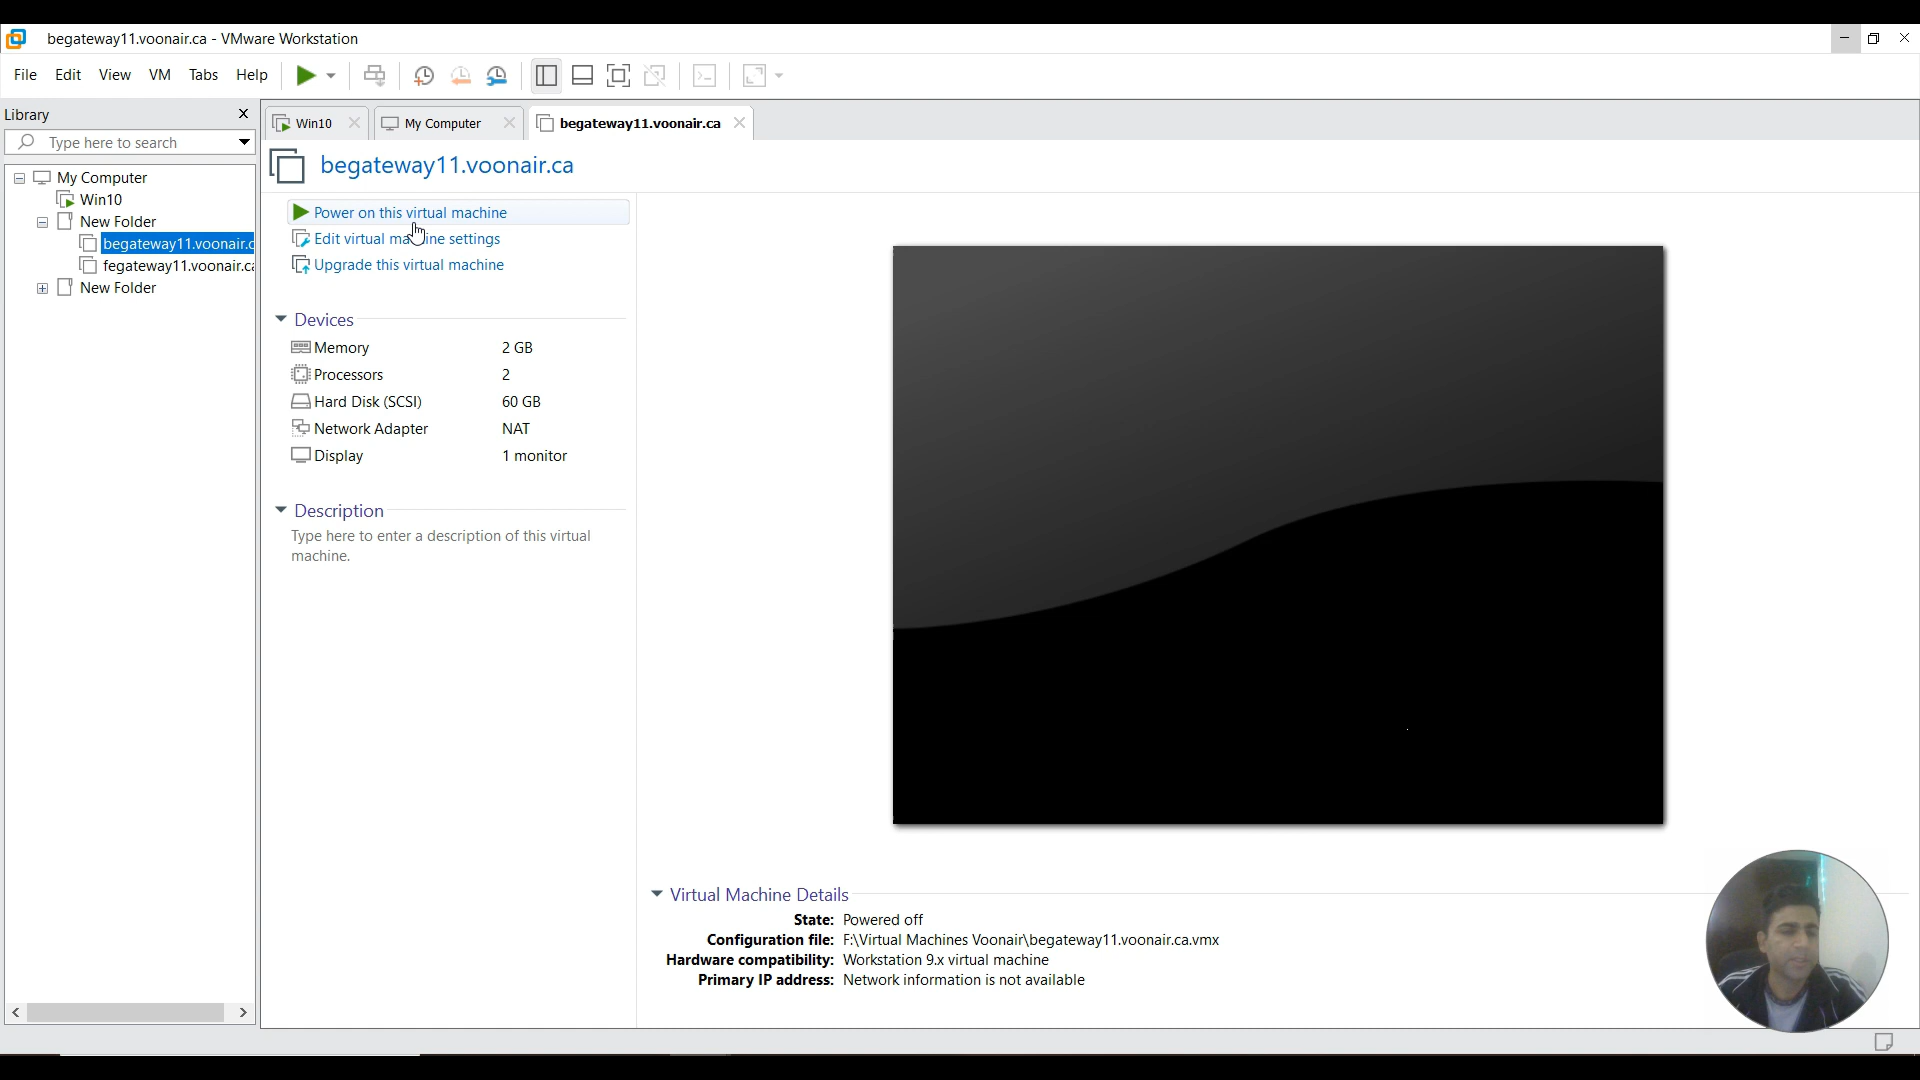 begateway11.voonair.ca - VMware Workstation
File Edit View VM Tabs Help
Library
Type here to search
My Computer
Win10
New Folder
begateway11.voonair.c
fegateway11.voonair.ca
New Folder
Win10
My Computer
begateway11.voonair.ca
begateway11.voonair.ca
Power on this virtual machine
Edit virtual machine settings
Upgrade this virtual machine
Devices
Memory 2 GB
Processors 2
Hard Disk (SCSI) 60 GB
Network Adapter NAT
Display 1 monitor
Description
Type here to enter a description of this virtual
machine.
Virtual Machine Details
State: Powered off
Configuration file: F:\Virtual Machines Voonair\begateway11.voonair.ca.vmx
Hardware compatibility: Workstation 9.x virtual machine
Primary IP address: Network information is not available